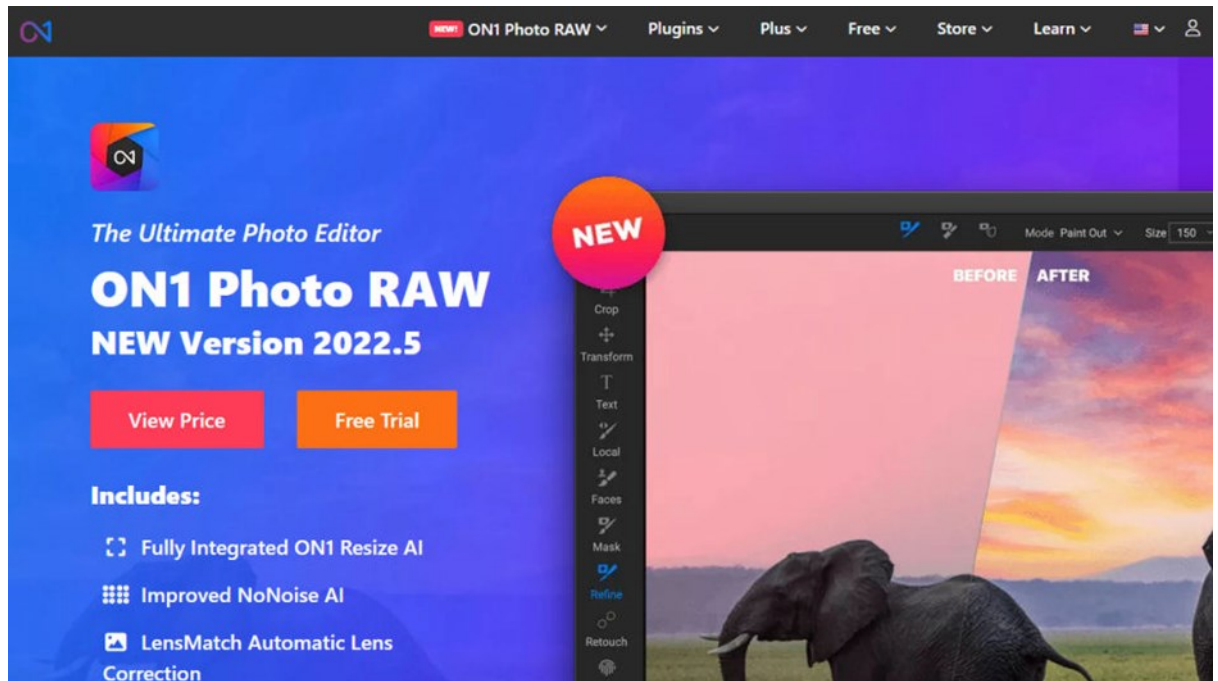 NEW! ON1 Photo RAW Plugins Plus Free Store Learn
The Ultimate Photo Editor
ON1 Photo RAW
NEW Version 2022.5
View Price Free Trial
Includes:
Fully Integrated ON1 Resize AI
Improved NoNoise AI
LensMatch Automatic Lens
Correction
NEW
Mode Paint Out Size 150
BEFORE AFTER
Crop
Transform
Text
Local
Faces
Mask
Refine
Retouch